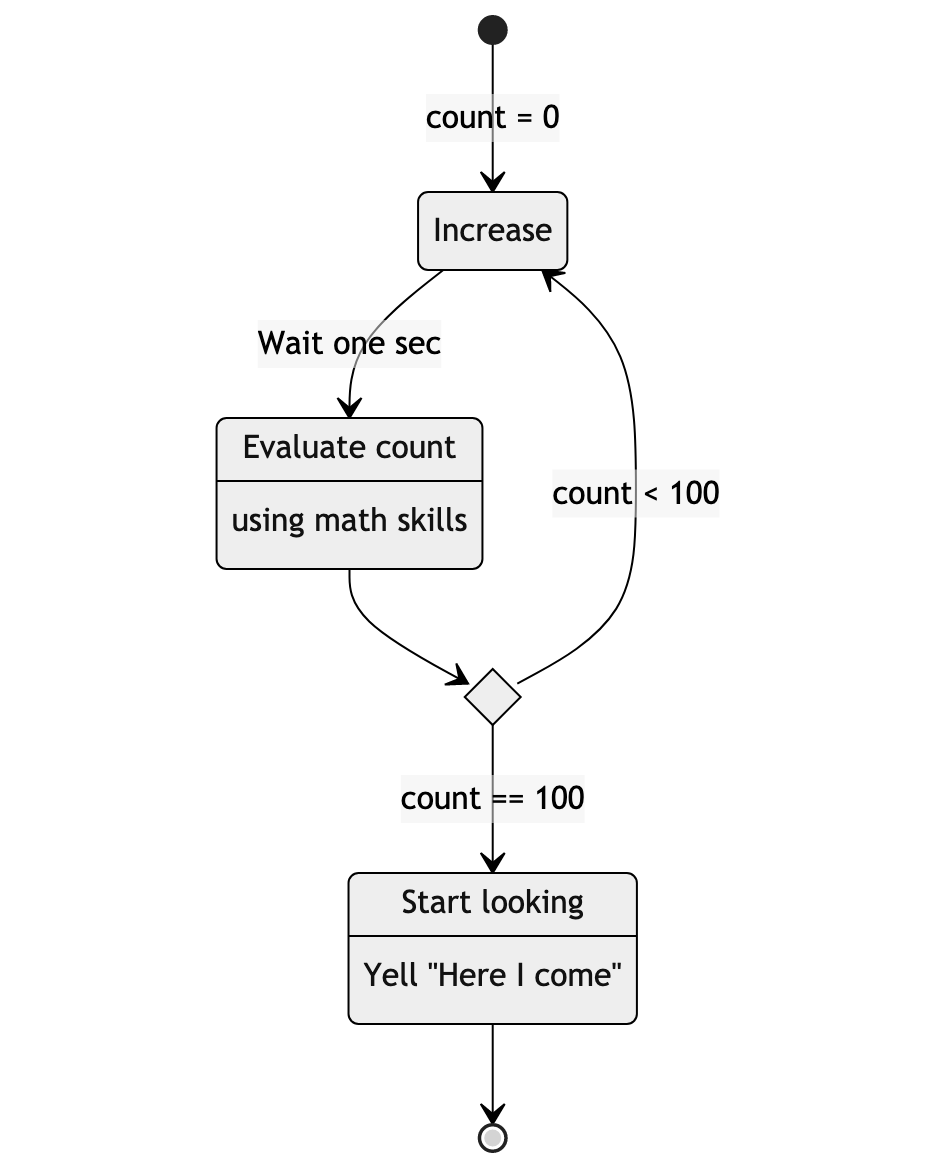 count = 0
Increase
Wait one sec
Evaluate count
using math skills
count < 100
count == 100
Start looking
Yell "Here I come"